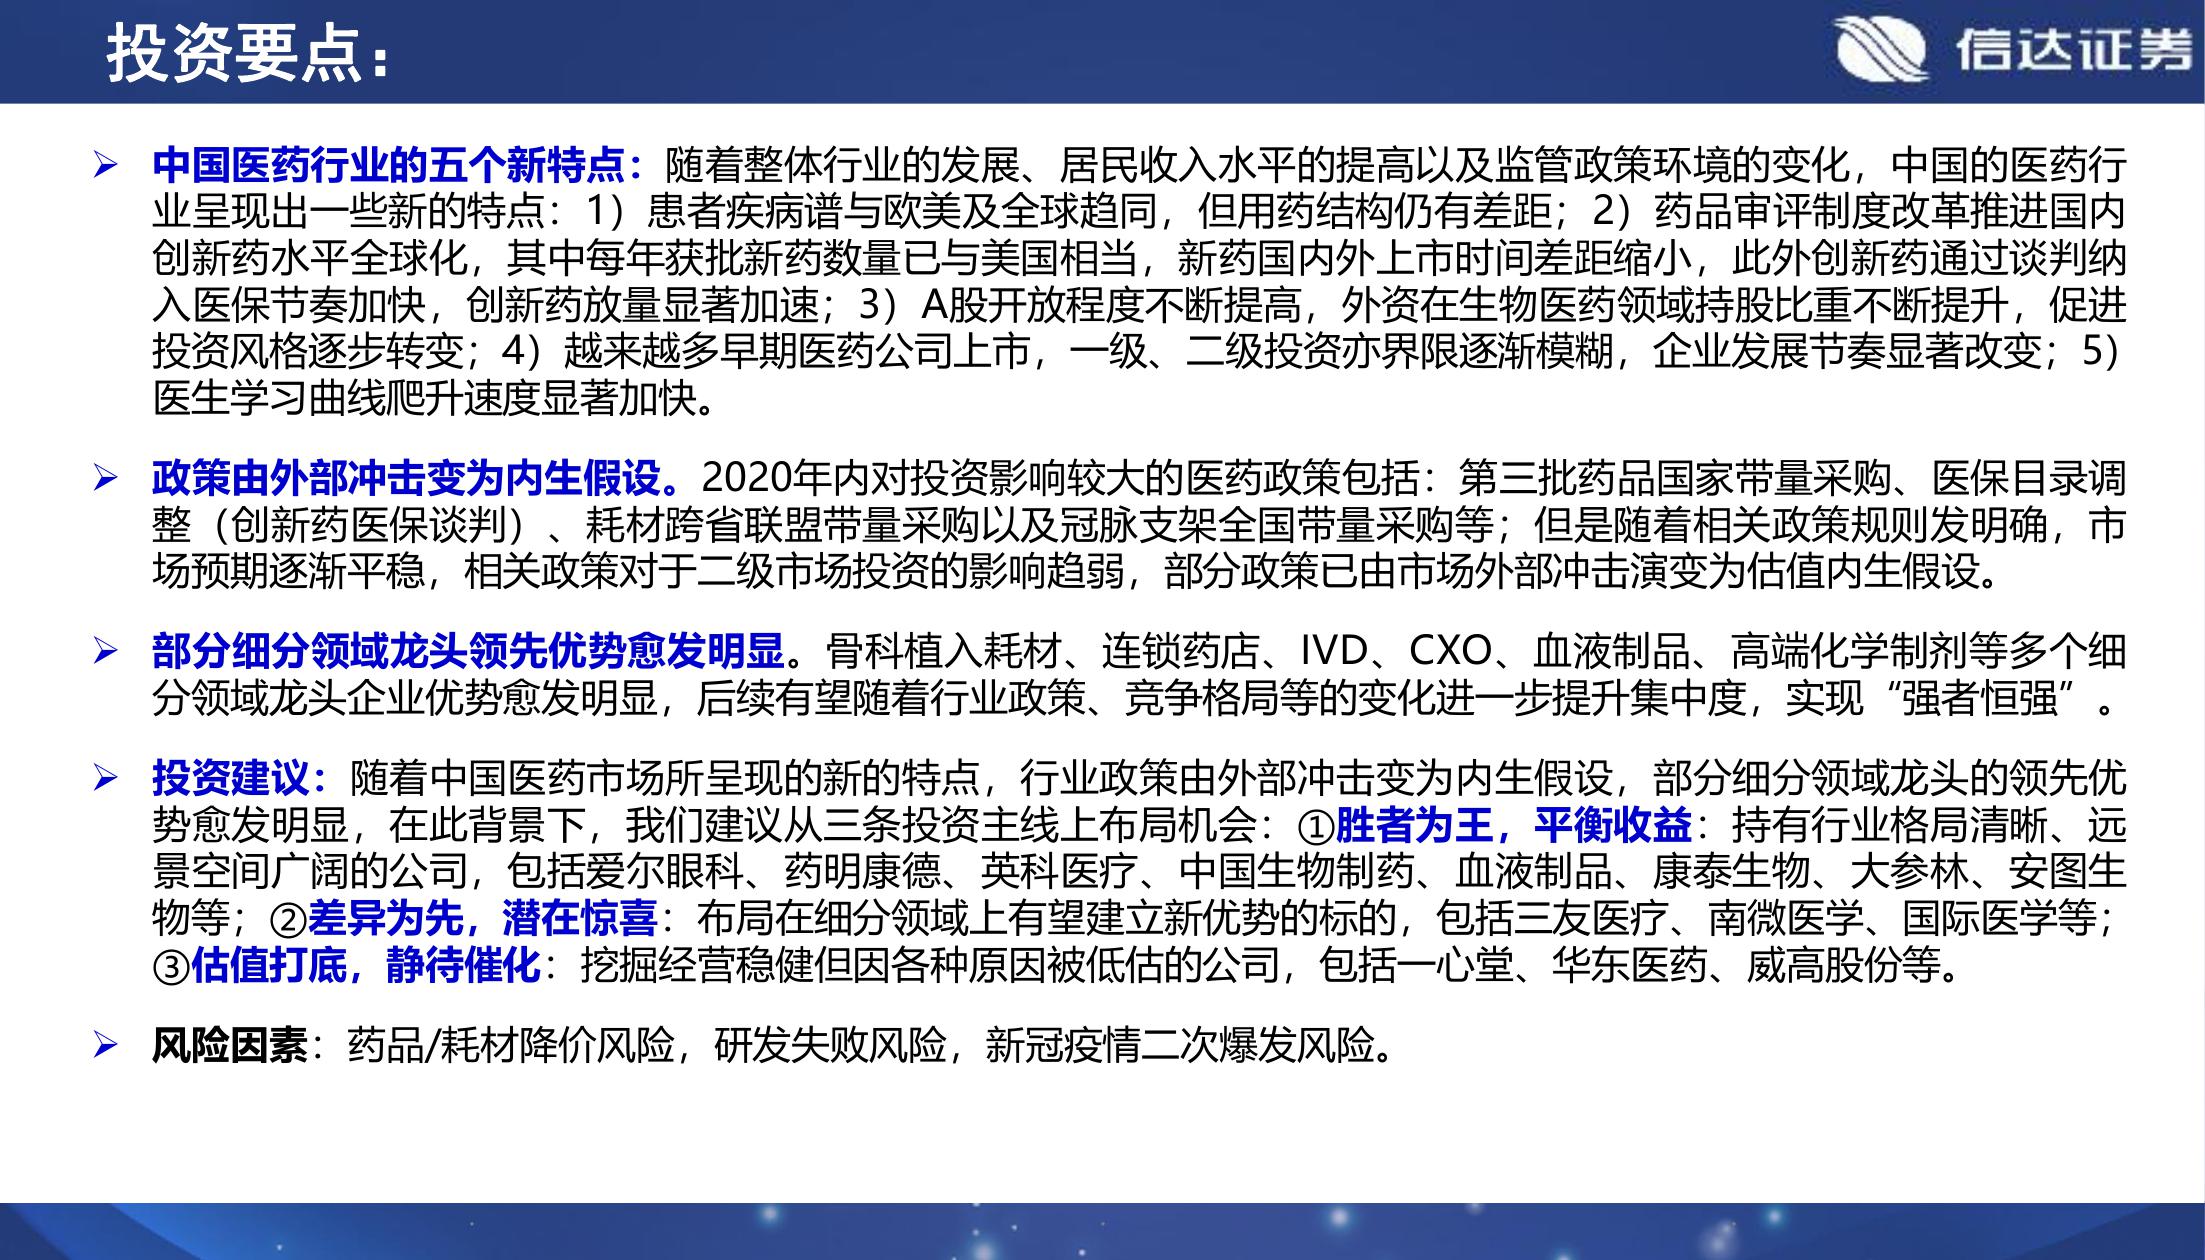 投资要点：
信达证券
➢ 中国医药行业的五个新特点：随着整体行业的发展、居民收入水平的提高以及监管政策环境的变化，中国的医药行
业呈现出一些新的特点：1）患者疾病谱与欧美及全球趋同，但用药结构仍有差距；2）药品审评制度改革推进国内
创新药水平全球化，其中每年获批新药数量已与美国相当，新药国内外上市时间差距缩小，此外创新药通过谈判纳
入医保节奏加快，创新药放量显著加速；3）A股开放程度不断提高，外资在生物医药领域持股比重不断提升，促进
投资风格逐步转变；4）越来越多早期医药公司上市，一级、二级投资亦界限逐渐模糊，企业发展节奏显著改变；5）
医生学习曲线爬升速度显著加快。
➢ 政策由外部冲击变为内生假设。2020年内对投资影响较大的医药政策包括：第三批药品国家带量采购、医保目录调
整（创新药医保谈判）、耗材跨省联盟带量采购以及冠脉支架全国带量采购等；但是随着相关政策规则发明确，市
场预期逐渐平稳，相关政策对于二级市场投资的影响趋弱，部分政策已由市场外部冲击演变为估值内生假设。
➢ 部分细分领域龙头领先优势愈发明显。骨科植入耗材、连锁药店、IVD、CXO、血液制品、高端化学制剂等多个细
分领域龙头企业优势愈发明显，后续有望随着行业政策、竞争格局等的变化进一步提升集中度，实现“强者恒强”。
➢ 投资建议：随着中国医药市场所呈现的新的特点，行业政策由外部冲击变为内生假设，部分细分领域龙头的领先优
势愈发明显，在此背景下，我们建议从三条投资主线上布局机会：①胜者为王，平衡收益：持有行业格局清晰、远
景空间广阔的公司，包括爱尔眼科、药明康德、英科医疗、中国生物制药、血液制品、康泰生物、大参林、安图生
物等；②差异为先，潜在惊喜：布局在细分领域上有望建立新优势的标的，包括三友医疗、南微医学、国际医学等；
③估值打底，静待催化：挖掘经营稳健但因各种原因被低估的公司，包括一心堂、华东医药、威高股份等。
➢ 风险因素：药品/耗材降价风险，研发失败风险，新冠疫情二次爆发风险。